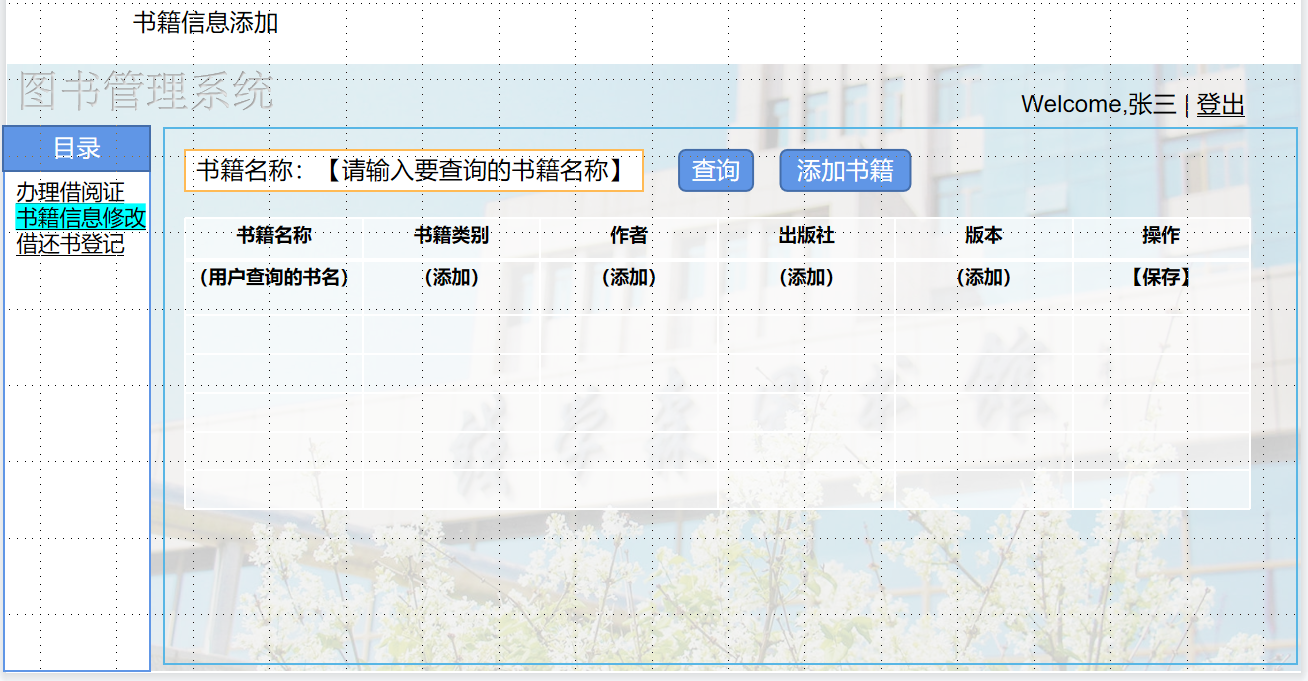 书籍信息添加
图书管理系统
Welcome,张三 | 登出
目录
办理借阅证
书籍信息修改
借还书登记
书籍名称：【请输入要查询的书籍名称】 查询 添加书籍
书籍名称 书籍类别 作者 出版社 版本 操作
（用户查询的书名） （添加） （添加） （添加） （添加） 【保存】